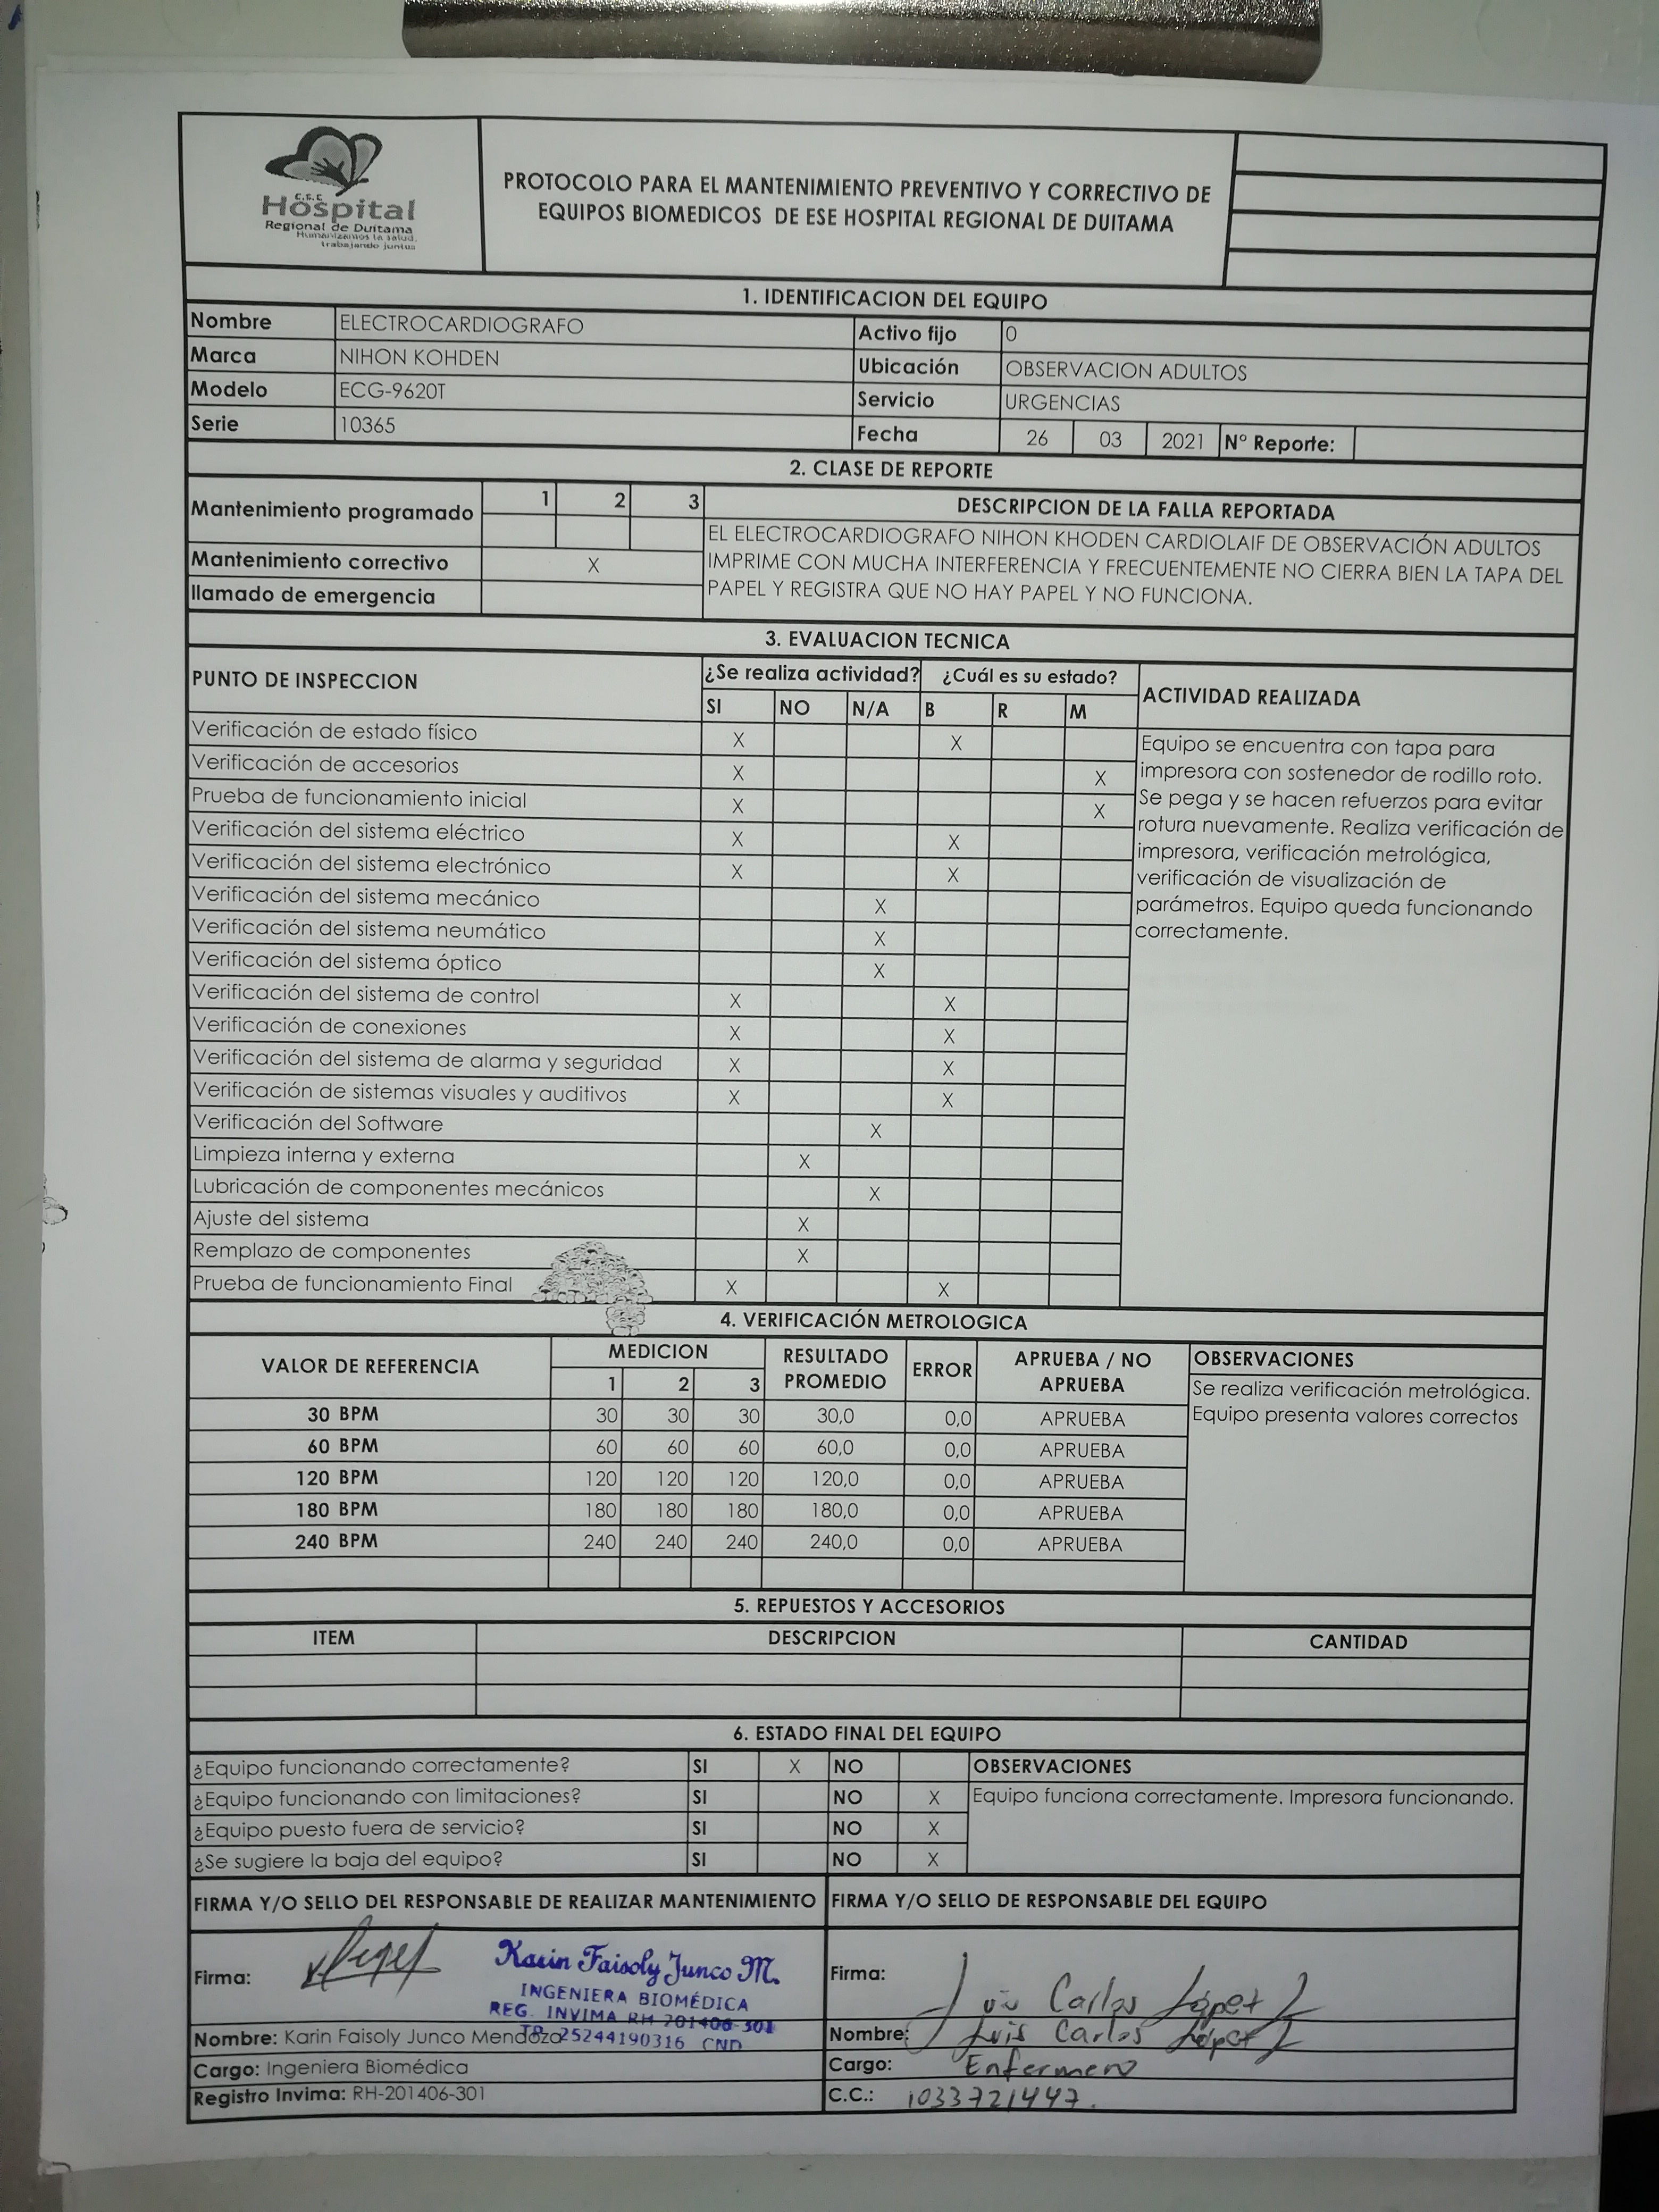 E.S.E
Hospital
Regional de Duitama
Humanizamos la salud,
trabajando juntos
PROTOCOLO PARA EL MANTENIMIENTO PREVENTIVO Y CORRECTIVO DE
EQUIPOS BIOMEDICOS DE ESE HOSPITAL REGIONAL DE DUITAMA
1. IDENTIFICACION DEL EQUIPO
Nombre ELECTROCARDIOGRAFO Activo fijo 0
Marca NIHON KOHDEN Ubicación OBSERVACION ADULTOS
Modelo ECG-9620T Servicio URGENCIAS
Serie 10365 Fecha 26 03 2021 N° Reporte:
2. CLASE DE REPORTE
Mantenimiento programado 1 2 3
Mantenimiento correctivo X
llamado de emergencia
DESCRIPCION DE LA FALLA REPORTADA
EL ELECTROCARDIOGRAFO NIHON KHODEN CARDIOLAIF DE OBSERVACIÓN ADULTOS
IMPRIME CON MUCHA INTERFERENCIA Y FRECUENTEMENTE NO CIERRA BIEN LA TAPA DEL
PAPEL Y REGISTRA QUE NO HAY PAPEL Y NO FUNCIONA.
3. EVALUACION TECNICA
PUNTO DE INSPECCION ¿Se realiza actividad? ¿Cuál es su estado? ACTIVIDAD REALIZADA
SI NO N/A B R M
Verificación de estado físico X X
Verificación de accesorios X X
Prueba de funcionamiento inicial X X
Verificación del sistema eléctrico X X
Verificación del sistema electrónico X X
Verificación del sistema mecánico X
Verificación del sistema neumático X
Verificación del sistema óptico X
Verificación del sistema de control X X
Verificación de conexiones X X
Verificación del sistema de alarma y seguridad X X
Verificación de sistemas visuales y auditivos X X
Verificación del Software X
Limpieza interna y externa X
Lubricación de componentes mecánicos X
Ajuste del sistema X
Remplazo de componentes X
Prueba de funcionamiento Final X X
Equipo se encuentra con tapa para
impresora con sostenedor de rodillo roto.
Se pega y se hacen refuerzos para evitar
rotura nuevamente. Realiza verificación de
impresora, verificación metrológica,
verificación de visualización de
parámetros. Equipo queda funcionando
correctamente.
4. VERIFICACIÓN METROLOGICA
VALOR DE REFERENCIA MEDICION RESULTADO PROMEDIO ERROR APRUEBA / NO APRUEBA OBSERVACIONES
1 2 3
30 BPM 30 30 30 30,0 0,0 APRUEBA
60 BPM 60 60 60 60,0 0,0 APRUEBA
120 BPM 120 120 120 120,0 0,0 APRUEBA
180 BPM 180 180 180 180,0 0,0 APRUEBA
240 BPM 240 240 240 240,0 0,0 APRUEBA
Se realiza verificación metrológica.
Equipo presenta valores correctos
5. REPUESTOS Y ACCESORIOS
ITEM DESCRIPCION CANTIDAD
6. ESTADO FINAL DEL EQUIPO
¿Equipo funcionando correctamente? SI X NO OBSERVACIONES
¿Equipo funcionando con limitaciones? SI NO X Equipo funciona correctamente. Impresora funcionando.
¿Equipo puesto fuera de servicio? SI NO X
¿Se sugiere la baja del equipo? SI NO X
FIRMA Y/O SELLO DEL RESPONSABLE DE REALIZAR MANTENIMIENTO FIRMA Y/O SELLO DE RESPONSABLE DEL EQUIPO
Firma:
Karin Faisoly Junco M.
INGENIERA BIOMÉDICA
REG. INVIMA RH 201406-301
TP 25244190316 CND
Nombre: Karin Faisoly Junco Mendoza
Cargo: Ingeniera Biomédica
Registro Invima: RH-201406-301
Firma: Luis Carlos López L
Nombre: Luis Carlos López L
Cargo: Enfermero
C.C.: 1033721447.